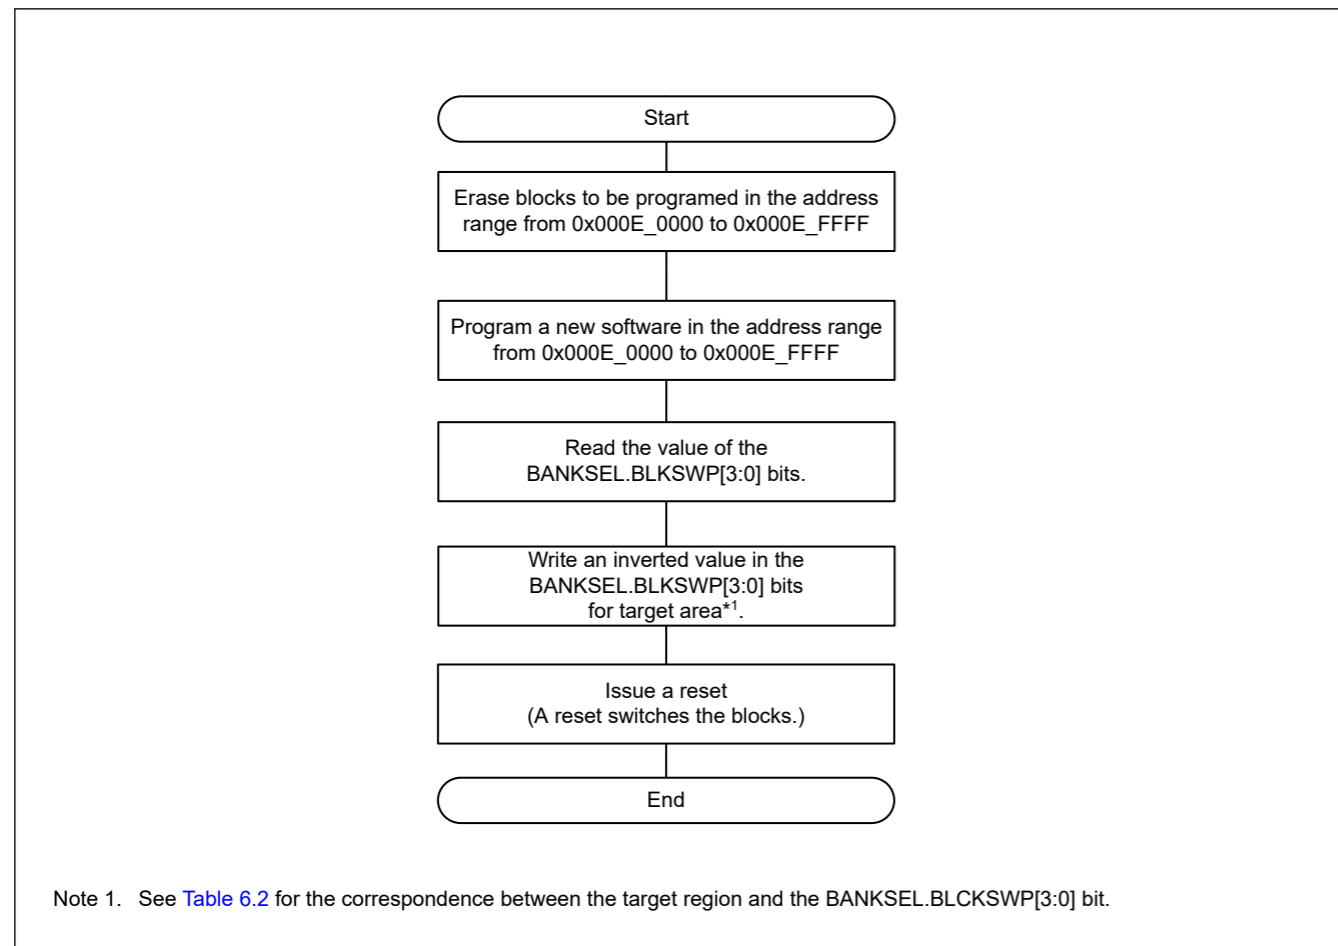 Start
Erase blocks to be programed in the address
range from 0x000E_0000 to 0x000E_FFFF
Program a new software in the address range
from 0x000E_0000 to 0x000E_FFFF
Read the value of the
BANKSEL.BLKSWP[3:0] bits.
Write an inverted value in the
BANKSEL.BLKSWP[3:0] bits
for target area*1.
Issue a reset
(A reset switches the blocks.)
End
Note 1. See Table 6.2 for the correspondence between the target region and the BANKSEL.BLCKSWP[3:0] bit.